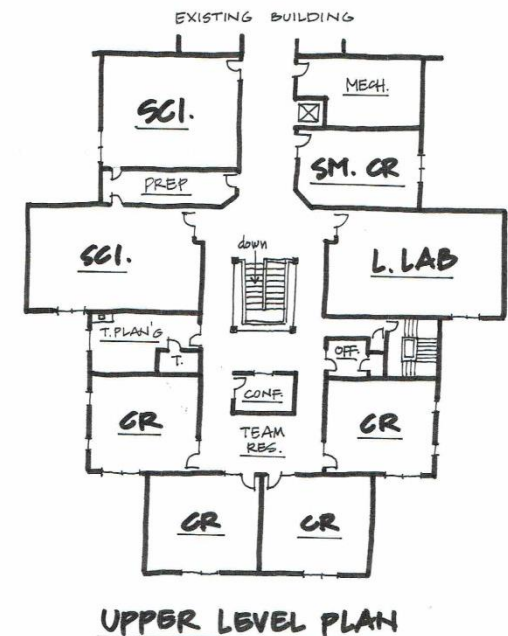 EXISTING BUILDING
SCI.
MECH.
SM. CR
PREP
SCI.
down
L. LAB
T. PLAN'G
T.
OFF.
CR
CONF.
CR
TEAM
RES.
CR
CR
UPPER LEVEL PLAN